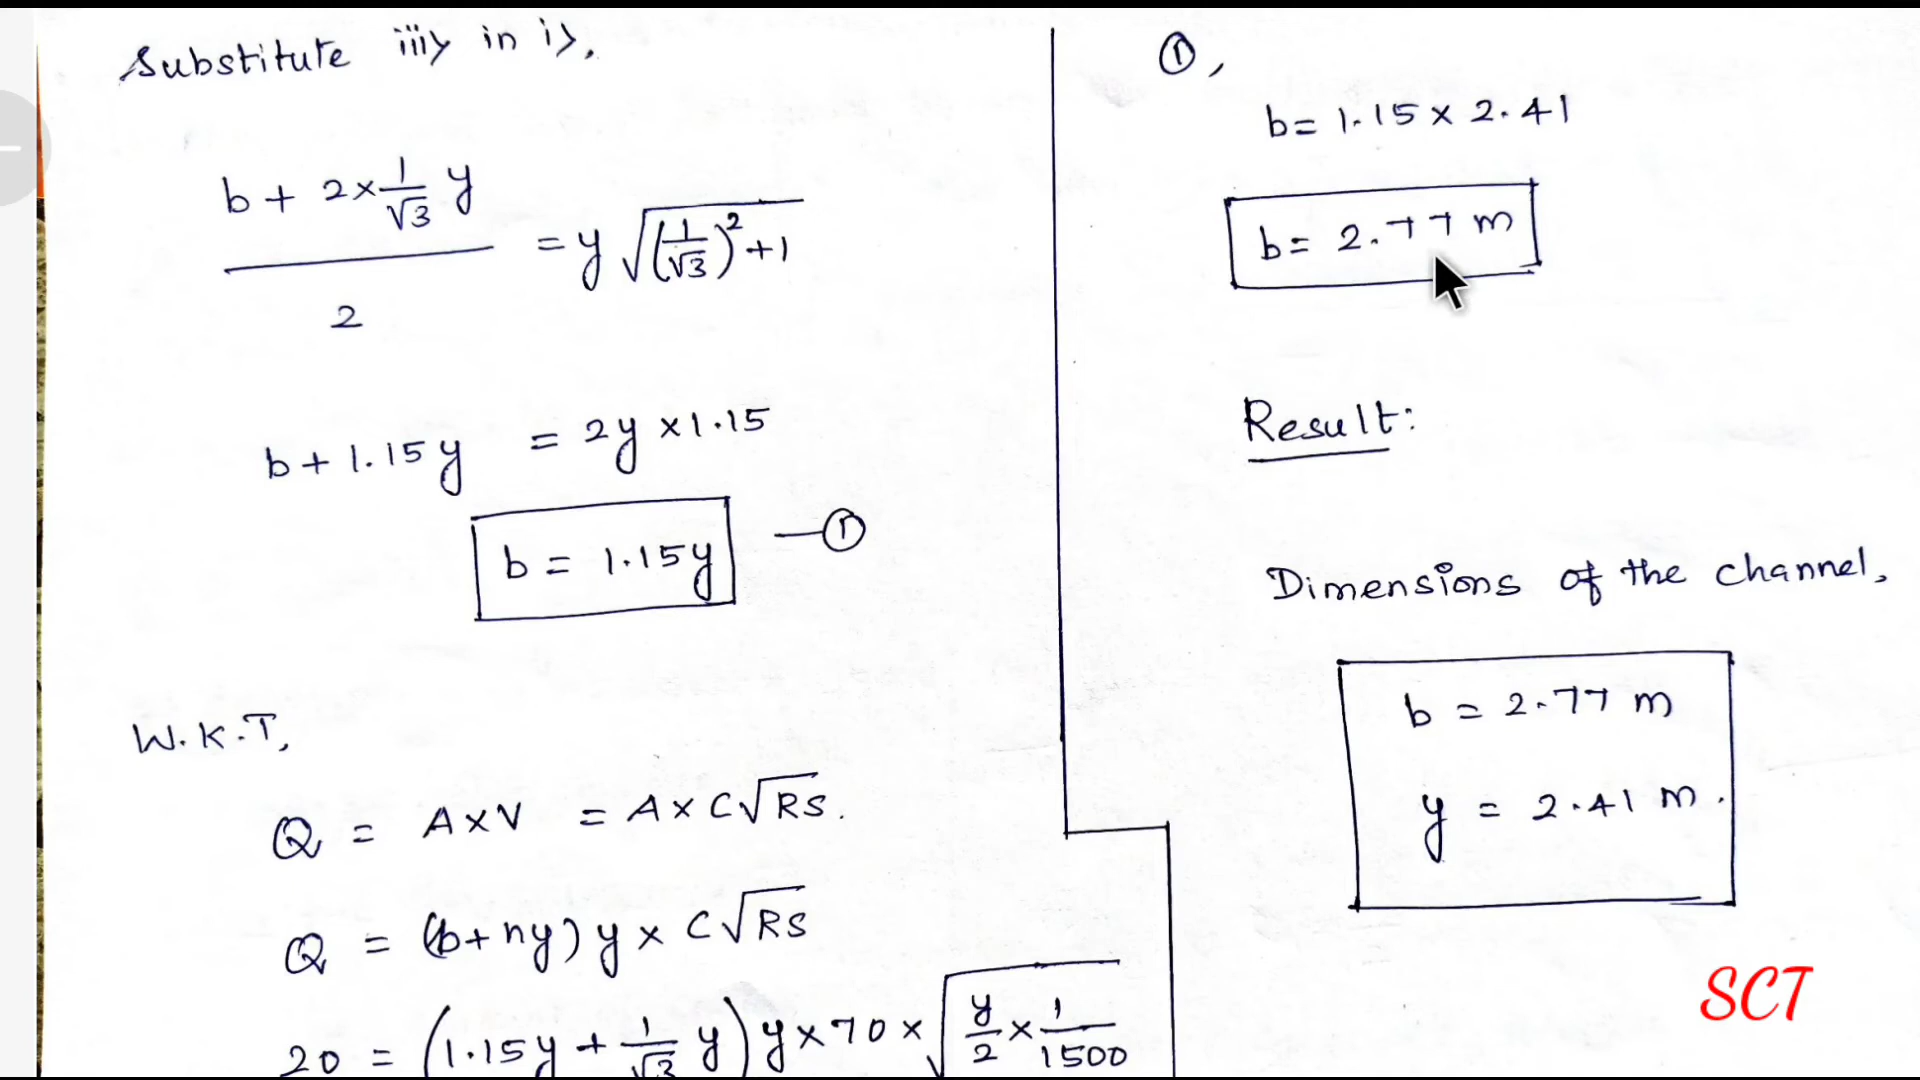 Substitute iii> in i>,
b + 2 × 1/√3 y / 2 = y √((1/√3)² + 1)
b + 1.15y = 2y × 1.15
b = 1.15y —①
W.K.T,
Q = A×V = A × C√RS.
Q = (b + ny) y × C√RS
20 = (1.15y + 1/√3 y) y × 70 × √(y/2 × 1/1500)
①,
b = 1.15 × 2.41
b = 2.77 m
Result:
Dimensions of the channel,
b = 2.77 m
y = 2.41 m.
SCT